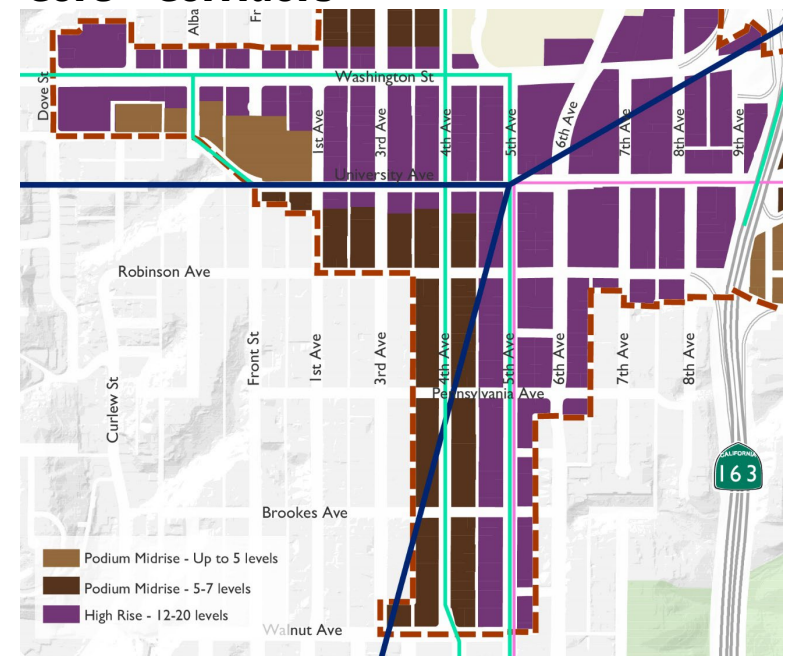 Alba
Fr
Dove St
Washington St
1st Ave
3rd Ave
4th Ave
5th Ave
6th Ave
7th Ave
8th Ave
9th Ave
University Ave
Robinson Ave
Curlew St
Front St
1st Ave
3rd Ave
4th Ave
5th Ave
6th Ave
7th Ave
8th Ave
Pennsylvania Ave
CALIFORNIA
163
Brookes Ave
Podium Midrise - Up to 5 levels
Podium Midrise - 5-7 levels
High Rise - 12-20 levels
Walnut Ave